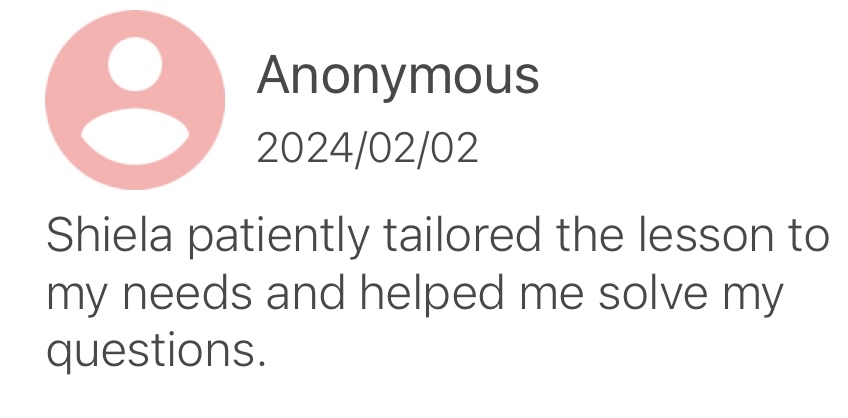 Anonymous
2024/02/02
Shiela patiently tailored the lesson to
my needs and helped me solve my
questions.